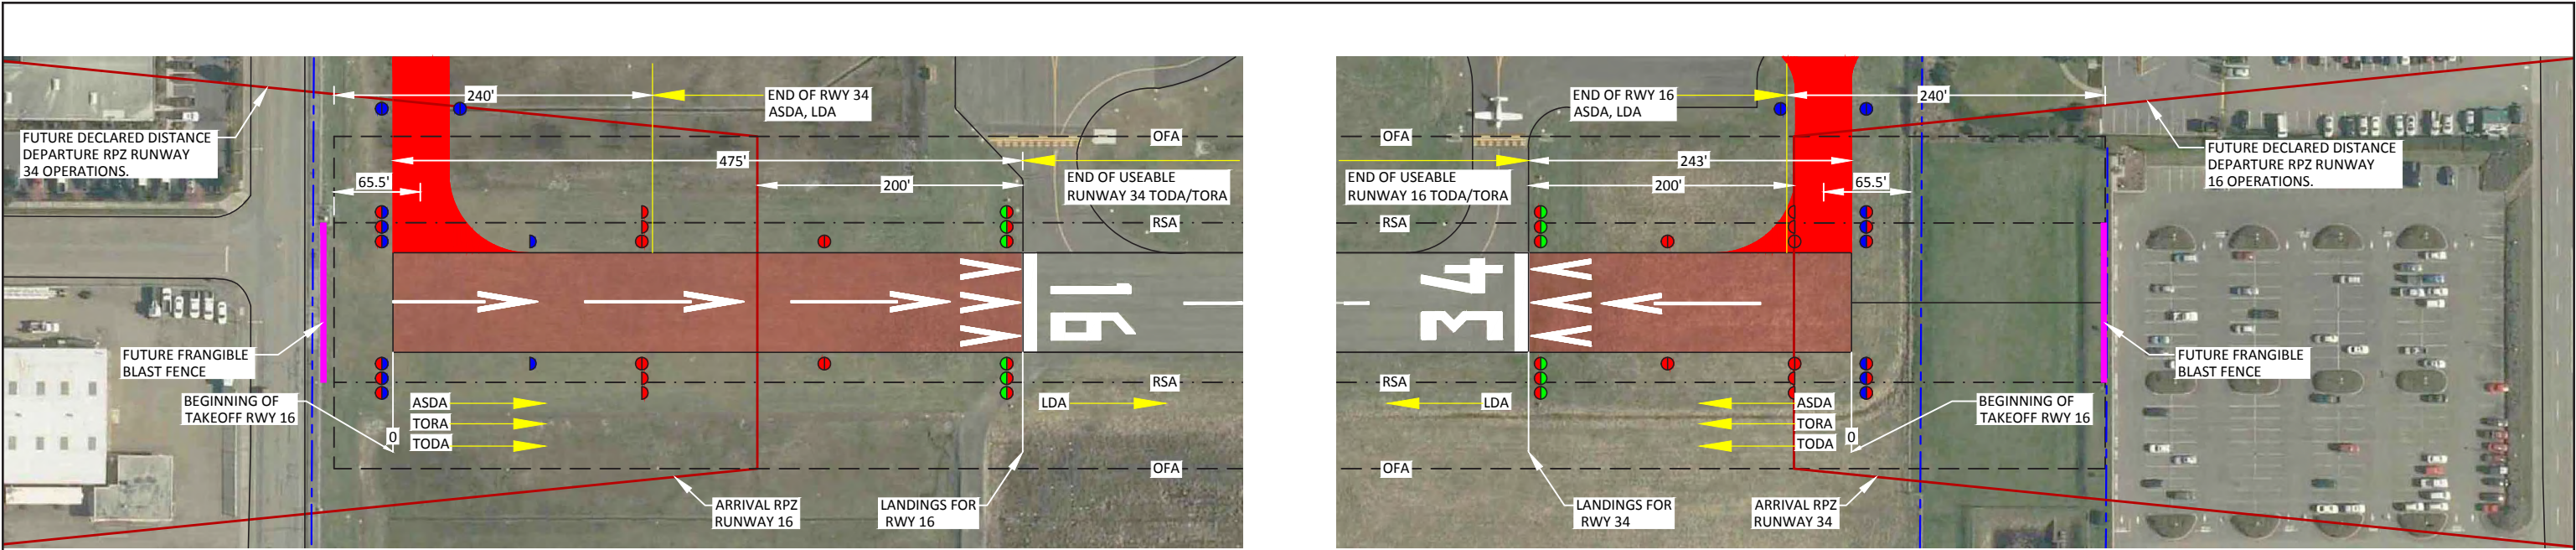 240'
END OF RWY 34
ASDA, LDA
FUTURE DECLARED DISTANCE
DEPARTURE RPZ RUNWAY
34 OPERATIONS.
OFA
475'
65.5'
200'
END OF USEABLE
RUNWAY 34 TODA/TORA
RSA
16
FUTURE FRANGIBLE
BLAST FENCE
RSA
BEGINNING OF
TAKEOFF RWY 16
ASDA
TORA
TODA
0
LDA
OFA
ARRIVAL RPZ
RUNWAY 16
LANDINGS FOR
RWY 16
END OF RWY 16
ASDA, LDA
240'
OFA
243'
FUTURE DECLARED DISTANCE
DEPARTURE RPZ RUNWAY
16 OPERATIONS.
END OF USEABLE
RUNWAY 16 TODA/TORA
200'
65.5'
RSA
34
FUTURE FRANGIBLE
BLAST FENCE
RSA
LDA
ASDA
TORA
TODA
0
BEGINNING OF
TAKEOFF RWY 16
OFA
LANDINGS FOR
RWY 34
ARRIVAL RPZ
RUNWAY 34